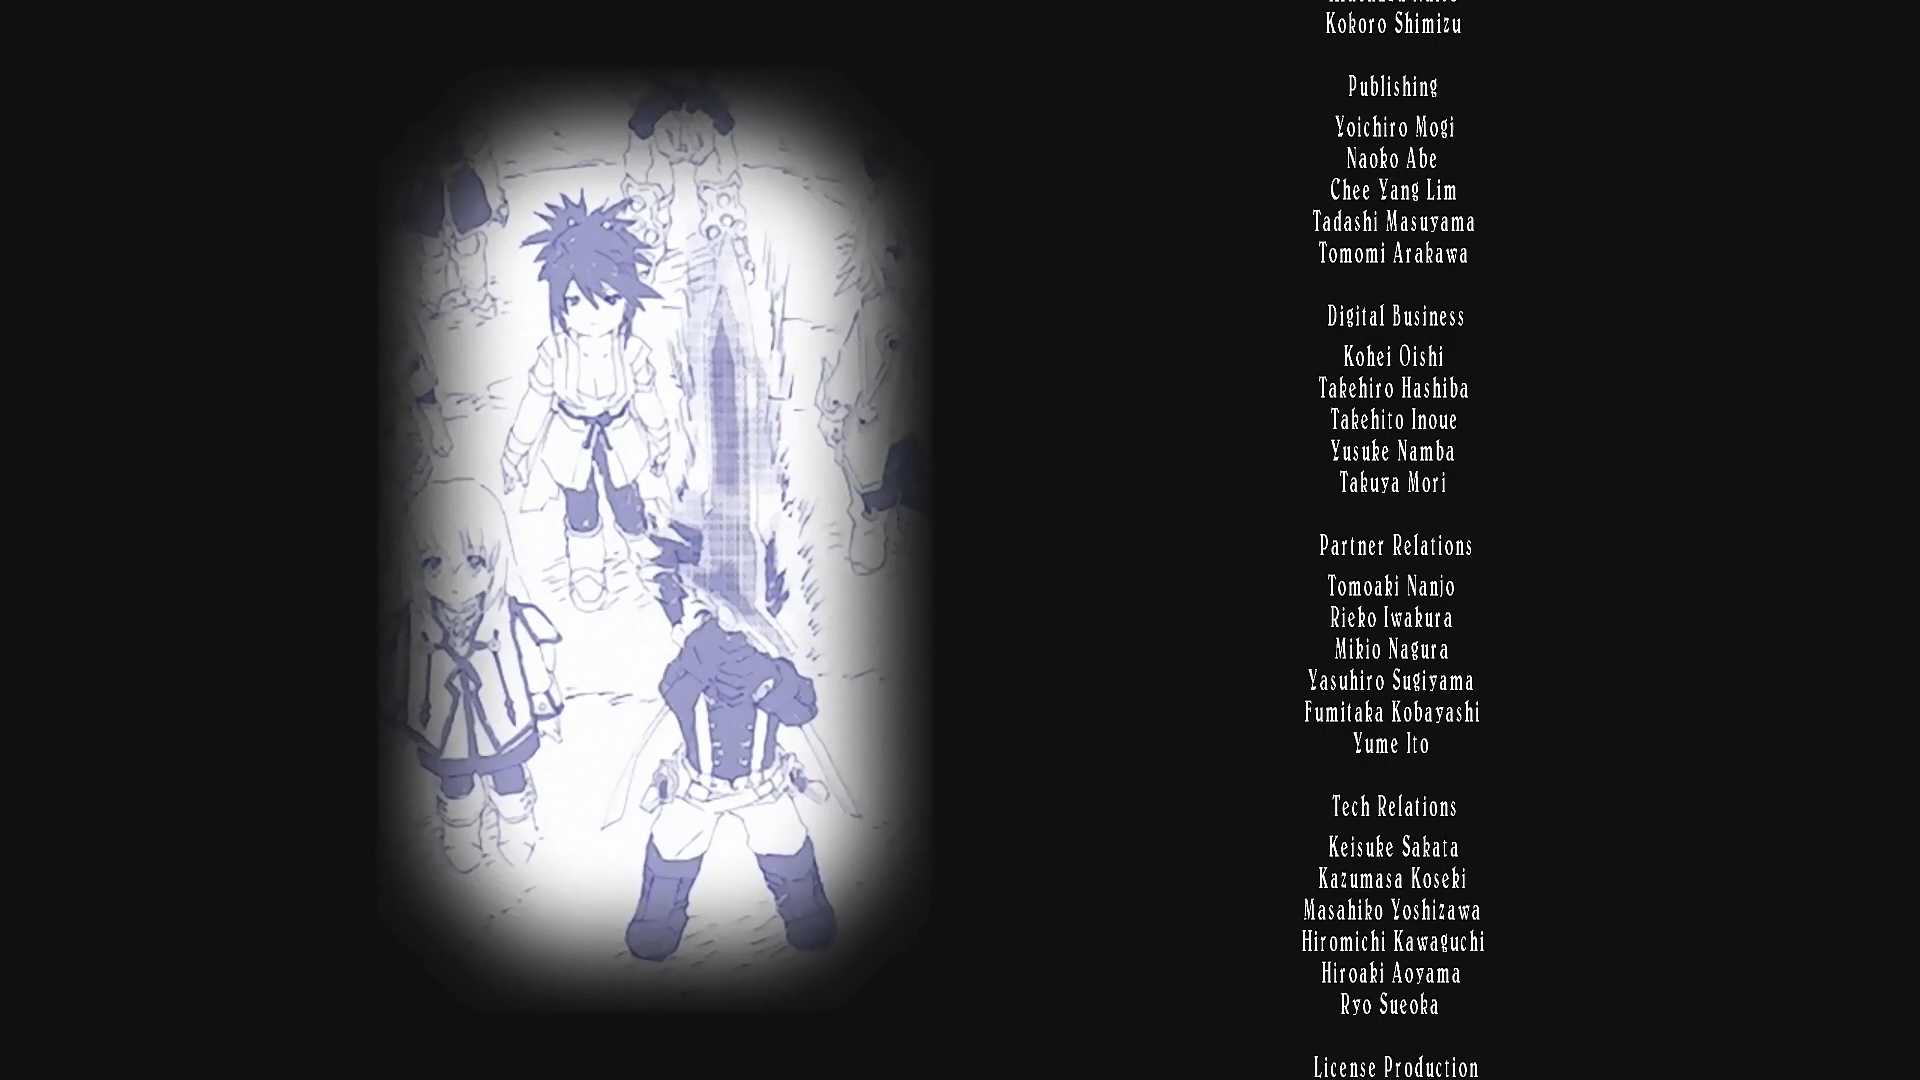 Kokoro Shimizu
Publishing
Yoichiro Mogi
Naoko Abe
Chee Yang Lim
Tadashi Masuyama
Tomomi Arakawa
Digital Business
Kohei Oishi
Takehiro Hashiba
Takehito Inoue
Yusuke Namba
Takuya Mori
Partner Relations
Tomoaki Nanjo
Rieko Iwakura
Mikio Nagura
Yasuhiro Sugiyama
Fumitaka Kobayashi
Yume Ito
Tech Relations
Keisuke Sakata
Kazumasa Koseki
Masahiko Yoshizawa
Hiromichi Kawaguchi
Hiroaki Aoyama
Ryo Sueoka
License Production